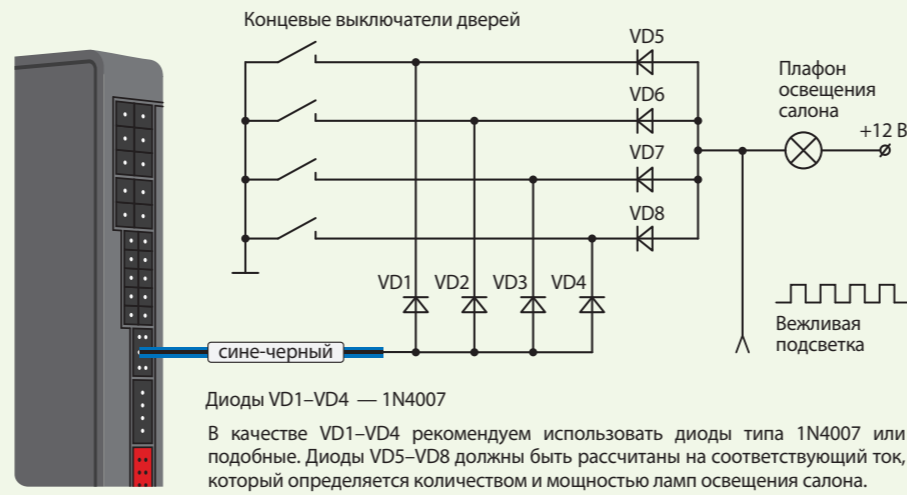 Концевые выключатели дверей
VD5
VD6
VD7
VD8
Плафон
освещения
салона
+12 В
VD1 VD2 VD3 VD4
Вежливая
подсветка
сине-черный
Диоды VD1–VD4 — 1N4007
В качестве VD1–VD4 рекомендуем использовать диоды типа 1N4007 или
подобные. Диоды VD5–VD8 должны быть рассчитаны на соответствующий ток,
который определяется количеством и мощностью ламп освещения салона.